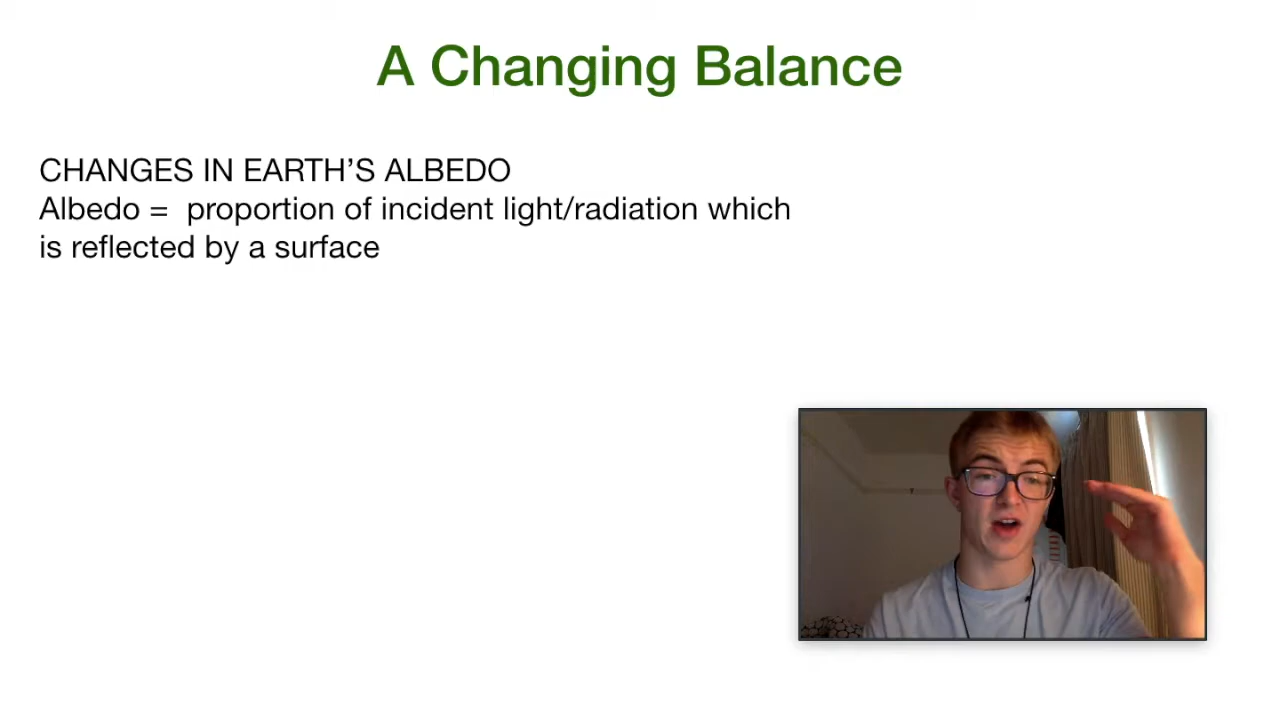 A Changing Balance
CHANGES IN EARTH’S ALBEDO
Albedo =  proportion of incident light/radiation which
is reflected by a surface